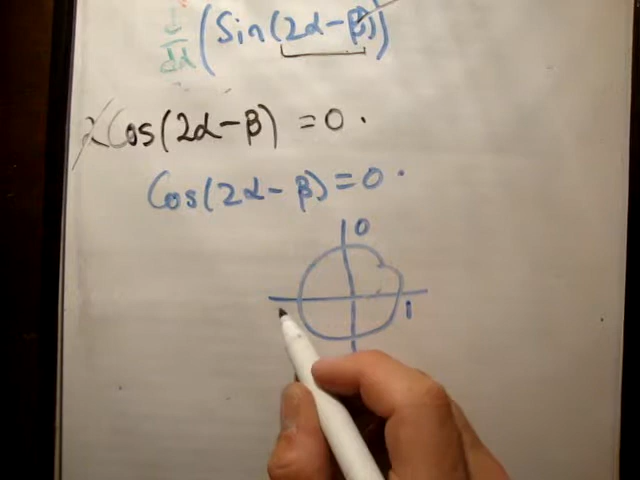 d/dα (Sin(2α-β))
2Cos(2α-β) = 0.
Cos(2α-β) = 0.
0
1